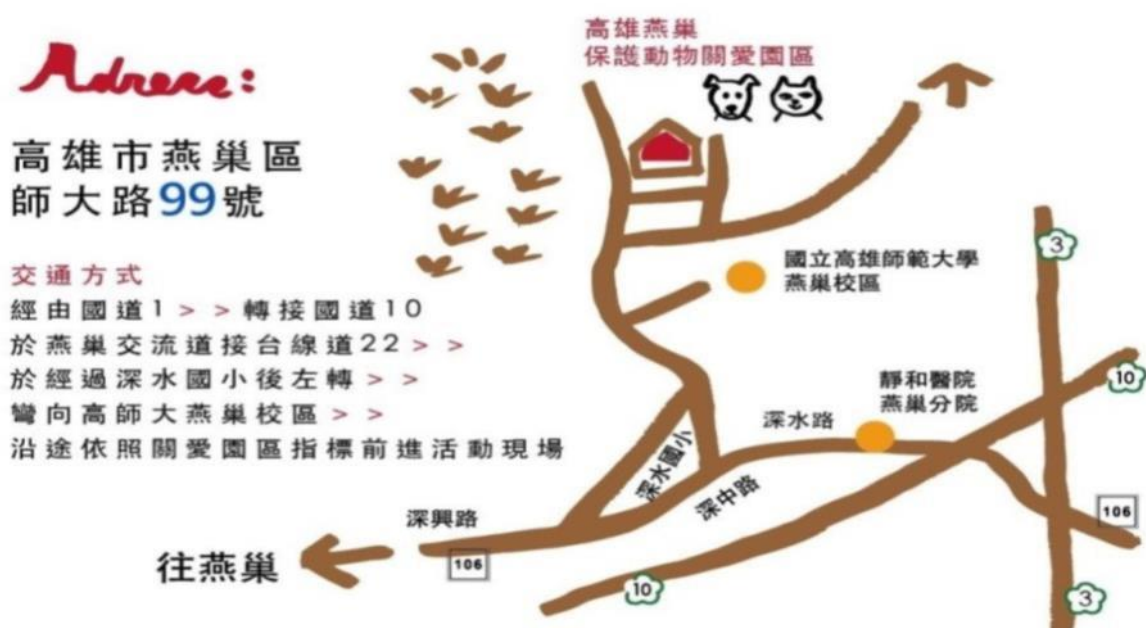 Adrece:
高雄市燕巢區
師大路99號
交通方式
經由國道1>>轉接國道10
於燕巢交流道接台線道22>>
於經過深水國小後左轉>>
彎向高師大燕巢校區>>
沿途依照關愛園區指標前進活動現場
高雄燕巢
保護動物關愛園區
國立高雄師範大學
燕巢校區
3
10
靜和醫院
燕巢分院
深水路
深水國小
深中路
106
深興路
106
往燕巢
10
3